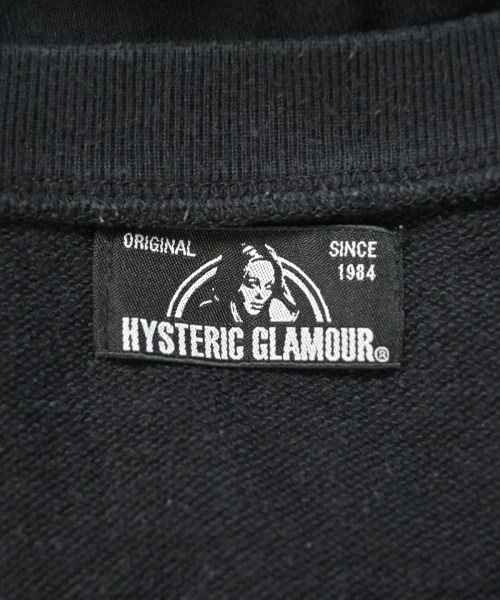 ORIGINAL
SINCE
1984
HYSTERIC GLAMOUR®